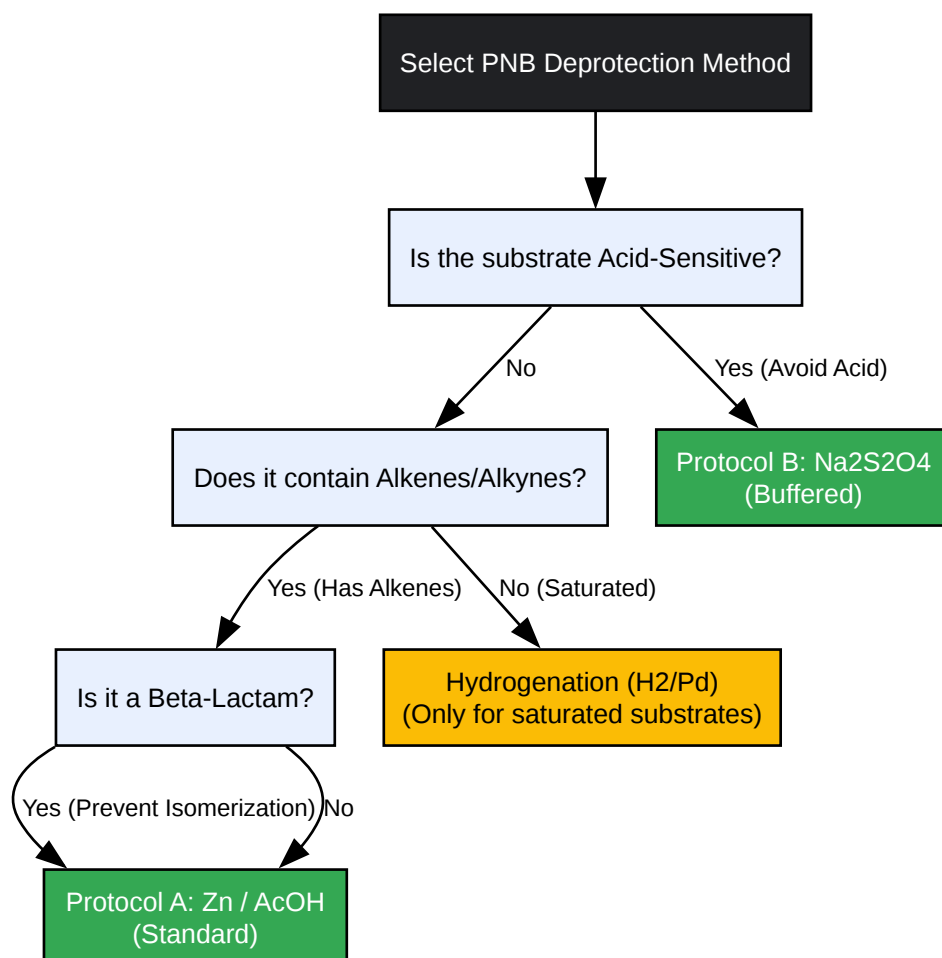 Select PNB Deprotection Method
Is the substrate Acid-Sensitive?
No
Yes (Avoid Acid)
Does it contain Alkenes/Alkynes?
Protocol B: Na2S2O4
(Buffered)
Yes (Has Alkenes)
No (Saturated)
Is it a Beta-Lactam?
Hydrogenation (H2/Pd)
(Only for saturated substrates)
Yes (Prevent Isomerization)
No
Protocol A: Zn / AcOH
(Standard)